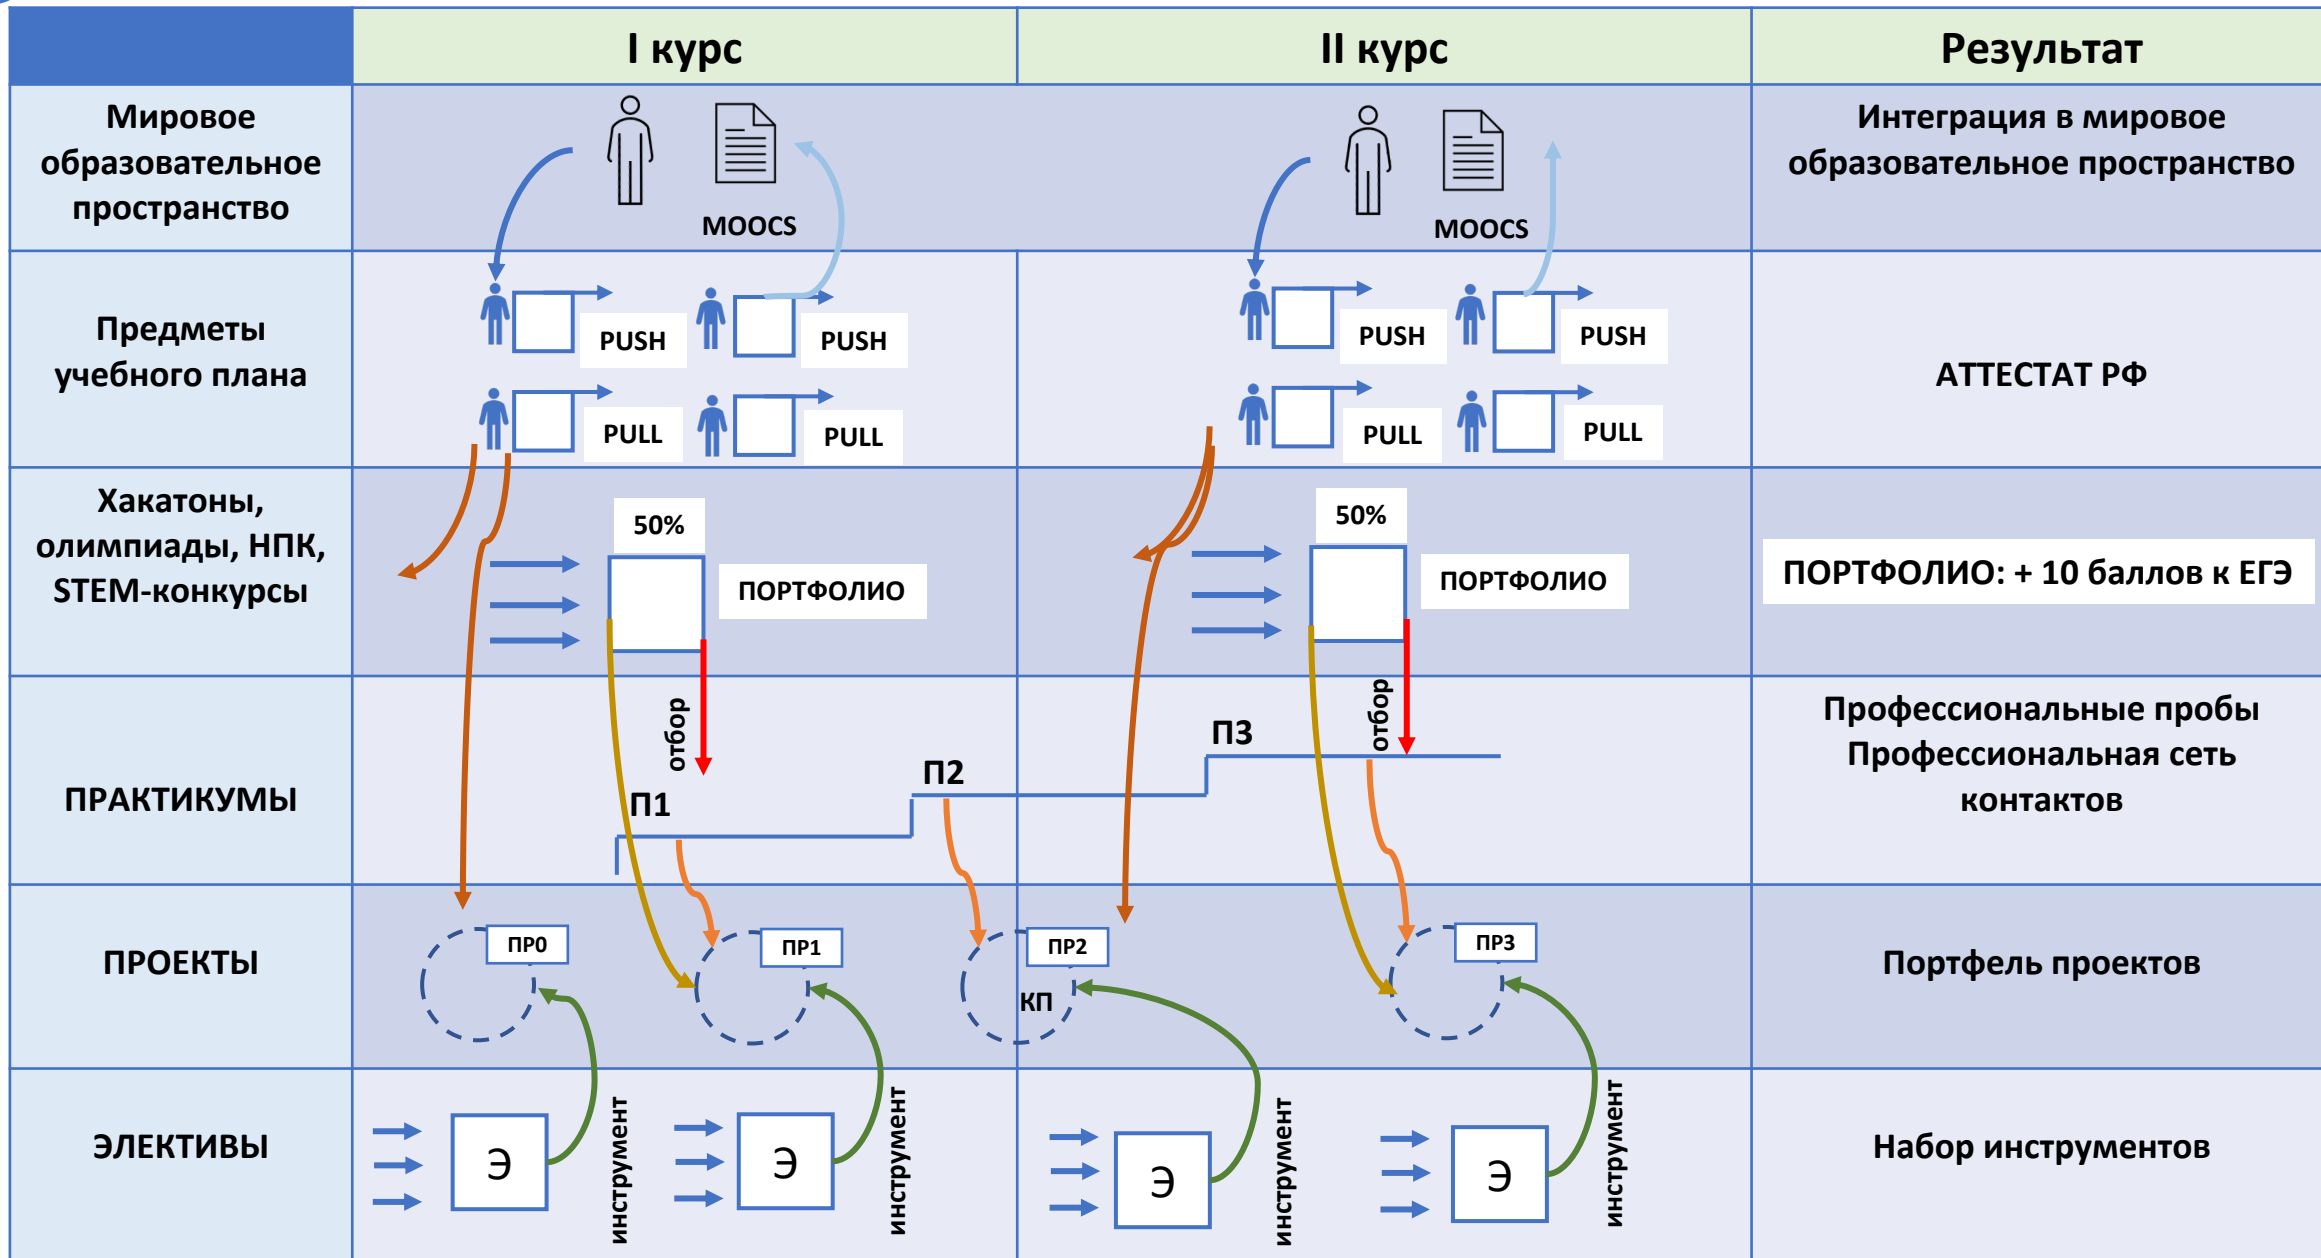 I курс
II курс
Результат
Мировое
образовательное
пространство
MOOCS
MOOCS
Интеграция в мировое
образовательное пространство
Предметы
учебного плана
PUSH
PUSH
PULL
PULL
PUSH
PUSH
PULL
PULL
АТТЕСТАТ РФ
Хакатоны,
олимпиады, НПК,
STEM-конкурсы
50%
ПОРТФОЛИО
50%
ПОРТФОЛИО
ПОРТФОЛИО: + 10 баллов к ЕГЭ
ПРАКТИКУМЫ
отбор
П1
П2
П3
отбор
Профессиональные пробы
Профессиональная сеть
контактов
ПРОЕКТЫ
ПР0
ПР1
ПР2
КП
ПР3
Портфель проектов
ЭЛЕКТИВЫ
Э
инструмент
Э
инструмент
Э
инструмент
Э
инструмент
Набор инструментов